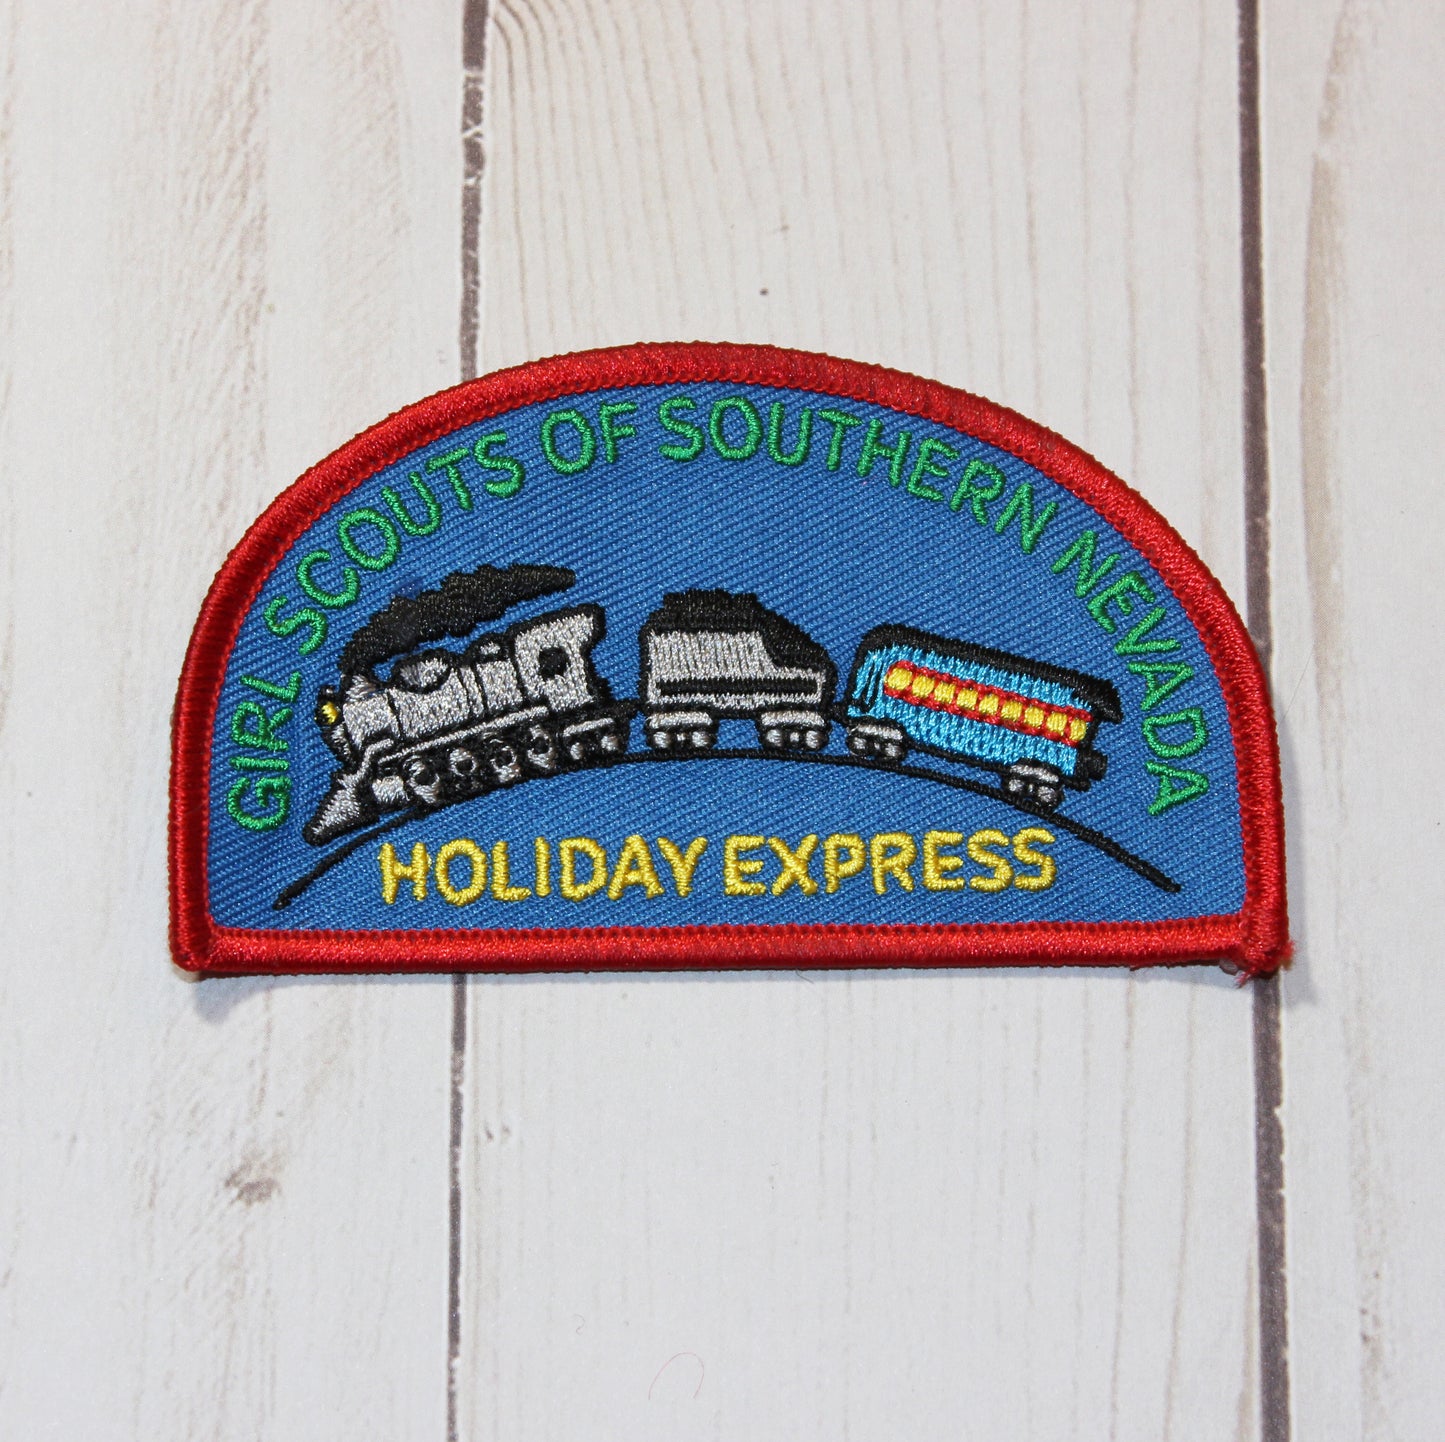 GIRL SCOUTS OF SOUTHERN NEVADA
HOLIDAY EXPRESS